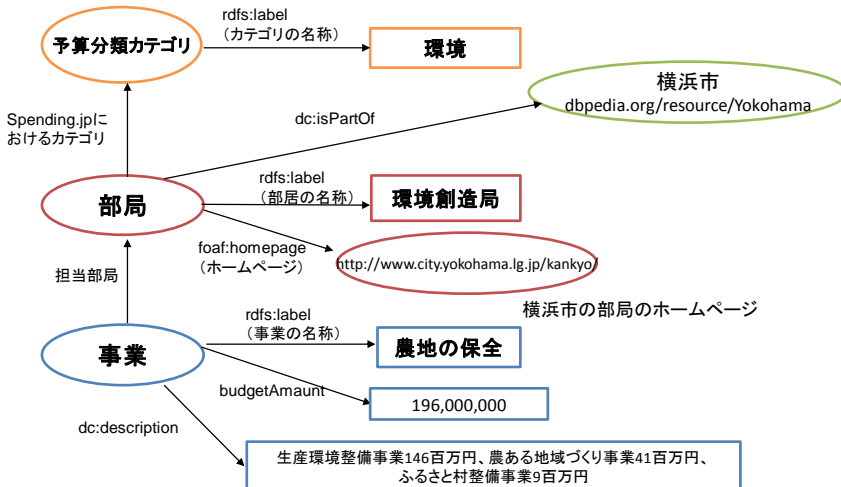 rdfs:label
（カテゴリの名称）
予算分類カテゴリ
環境
横浜市
dbpedia.org/resource/Yokohama
Spending.jpに
おけるカテゴリ
dc:isPartOf
rdfs:label
（部居の名称）
部局
環境創造局
foaf:homepage
（ホームページ）
http://www.city.yokohama.lg.jp/kankyo/
担当部局
横浜市の部局のホームページ
rdfs:label
（事業の名称）
事業
農地の保全
budgetAmaunt
196,000,000
dc:description
生産環境整備事業146百万円、農ある地域づくり事業41百万円、
ふるさと村整備事業9百万円